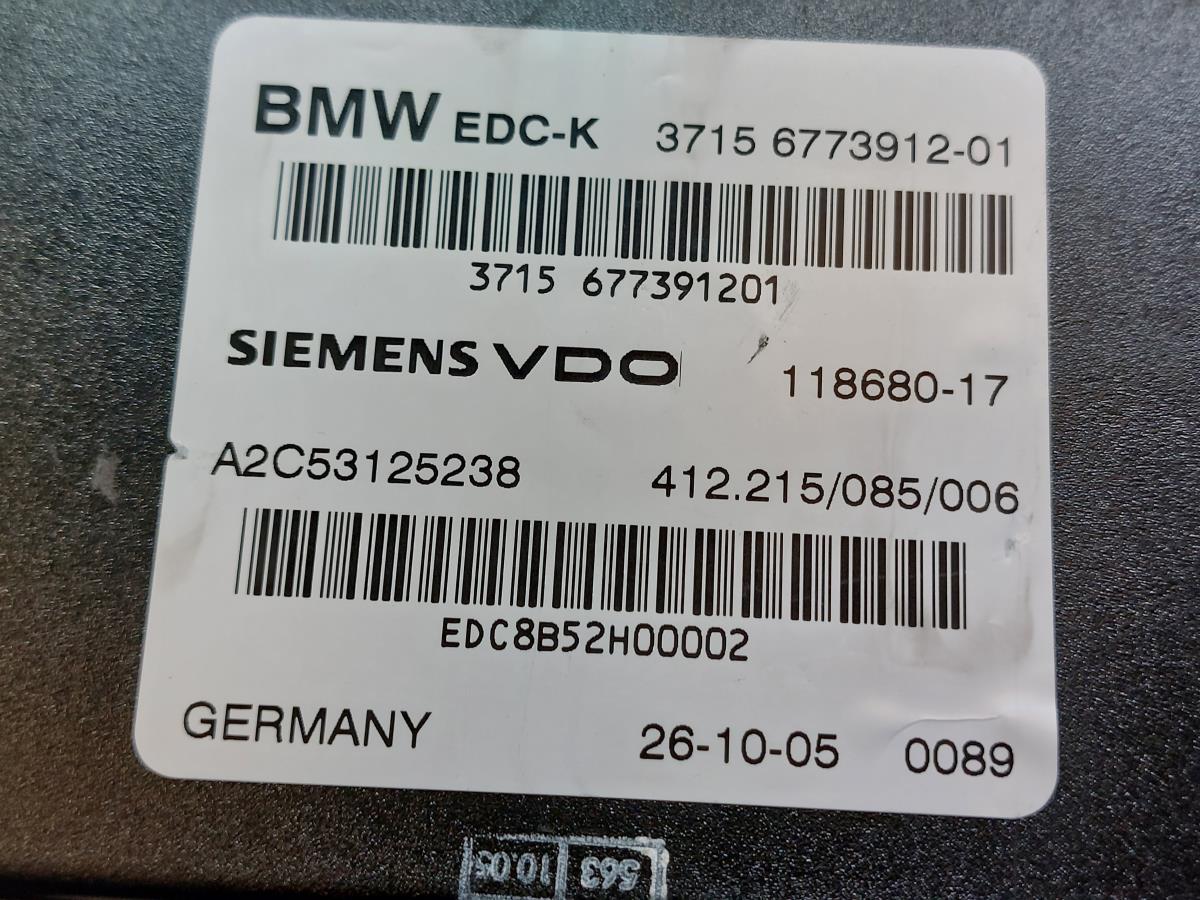 BMW EDC-K 3715 6773912-01
3715 677391201
SIEMENS VDO 118680-17
A2C53125238 412.215/085/006
EDC8B52H00002
GERMANY 26-10-05 0089
563 10.05